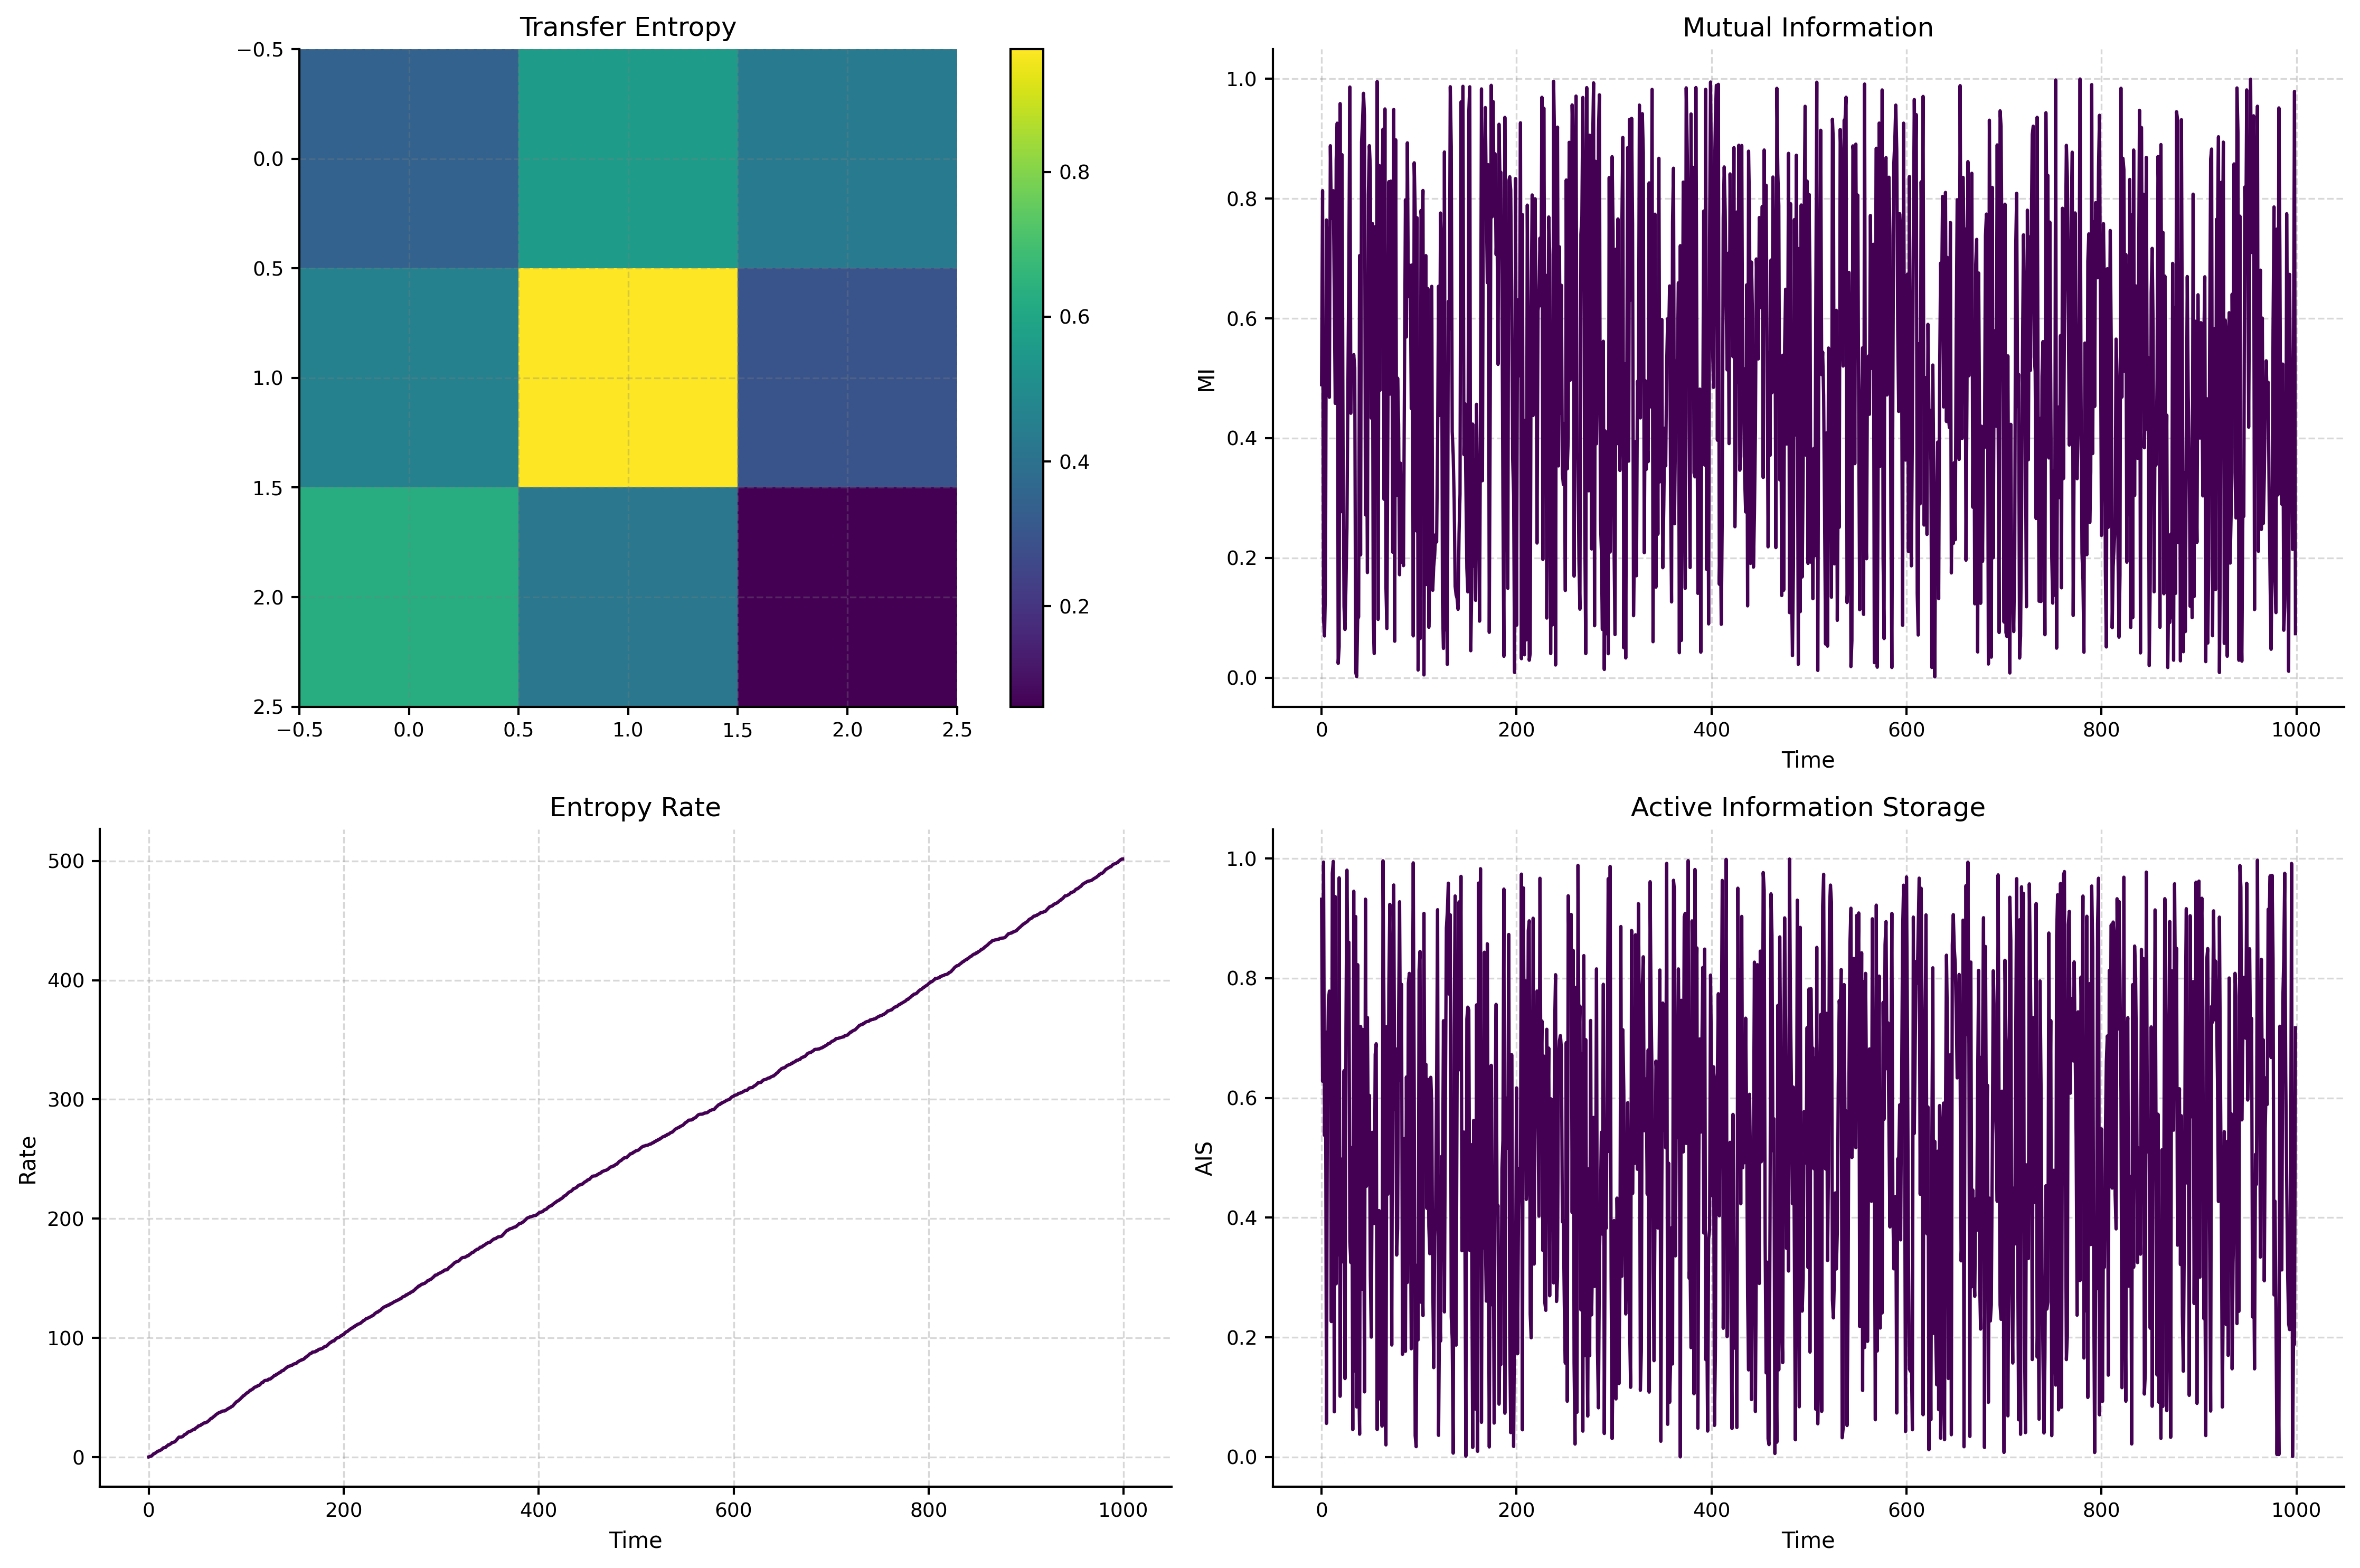 Transfer Entropy
−0.5
0.0
0.5
1.0
1.5
2.0
2.5
−0.5 0.0 0.5 1.0 1.5 2.0 2.5
0.8
0.6
0.4
0.2
Mutual Information
MI
1.0
0.8
0.6
0.4
0.2
0.0
0 200 400 600 800 1000
Time
Entropy Rate
Rate
500
400
300
200
100
0
0 200 400 600 800 1000
Time
Active Information Storage
AIS
1.0
0.8
0.6
0.4
0.2
0.0
0 200 400 600 800 1000
Time